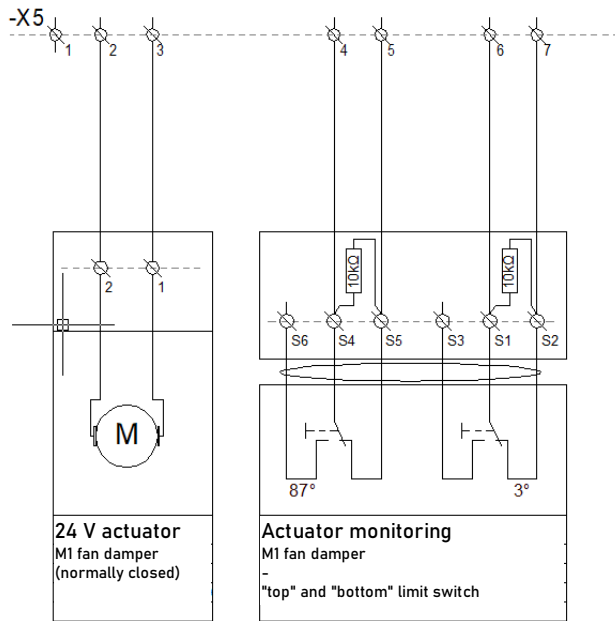 -X5
1 2 3 4 5 6 7
10kΩ 10kΩ
2 1
S6 S4 S5 S3 S1 S2
M
87° 3°
24 V actuator
M1 fan damper
(normally closed)
Actuator monitoring
M1 fan damper
-
"top" and "bottom" limit switch